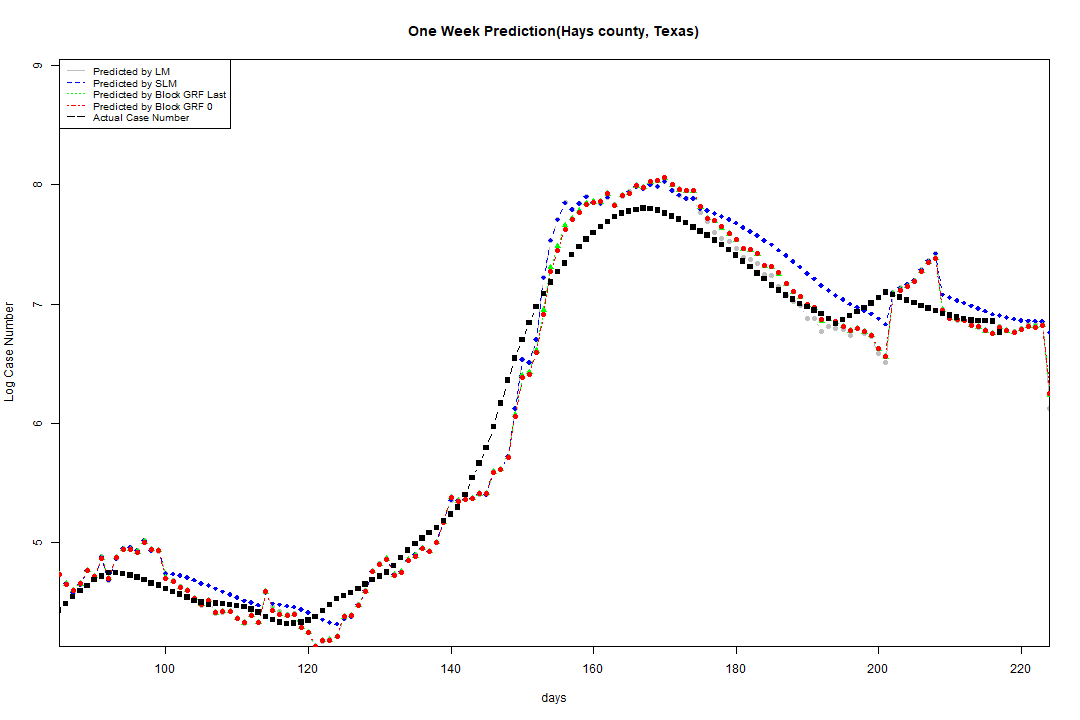 One Week Prediction(Hays county, Texas)
Predicted by LM
Predicted by SLM
Predicted by Block GRF Last
Predicted by Block GRF 0
Actual Case Number
Log Case Number
9
8
7
6
5
100 120 140 160 180 200 220
days